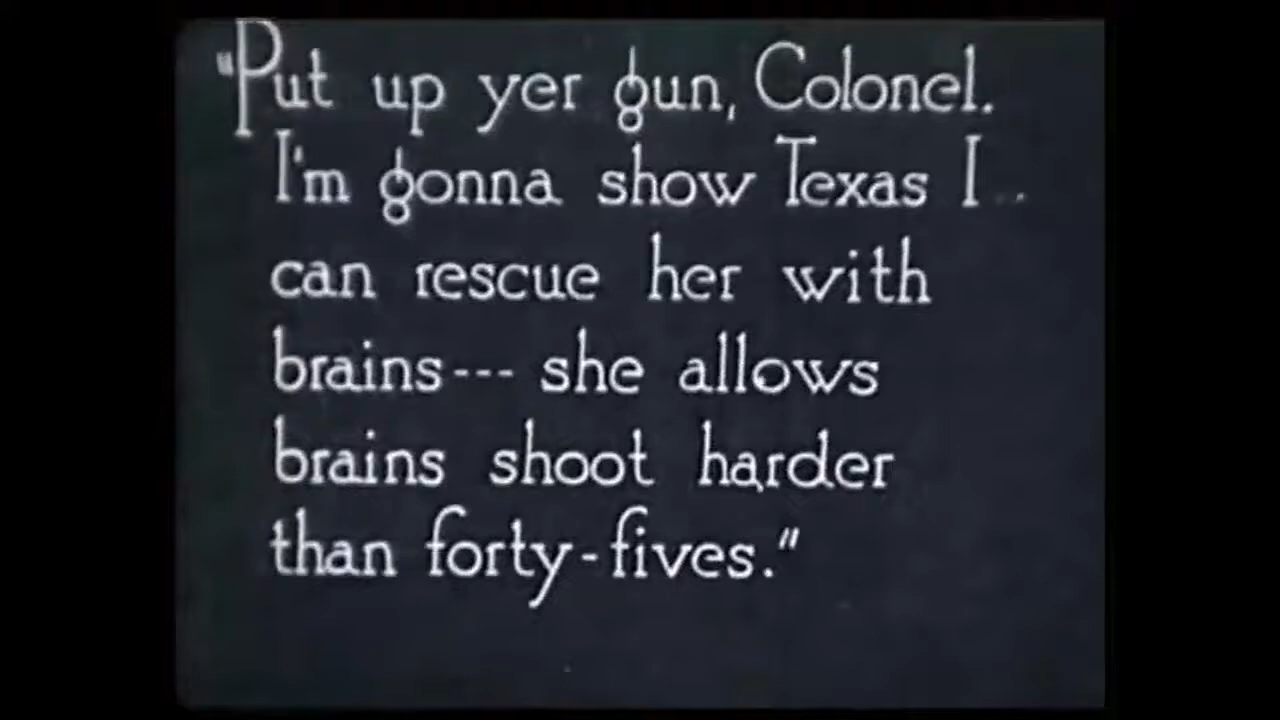 "Put up yer gun, Colonel.
I'm gonna show Texas I
can rescue her with
brains--- she allows
brains shoot harder
than forty-fives."